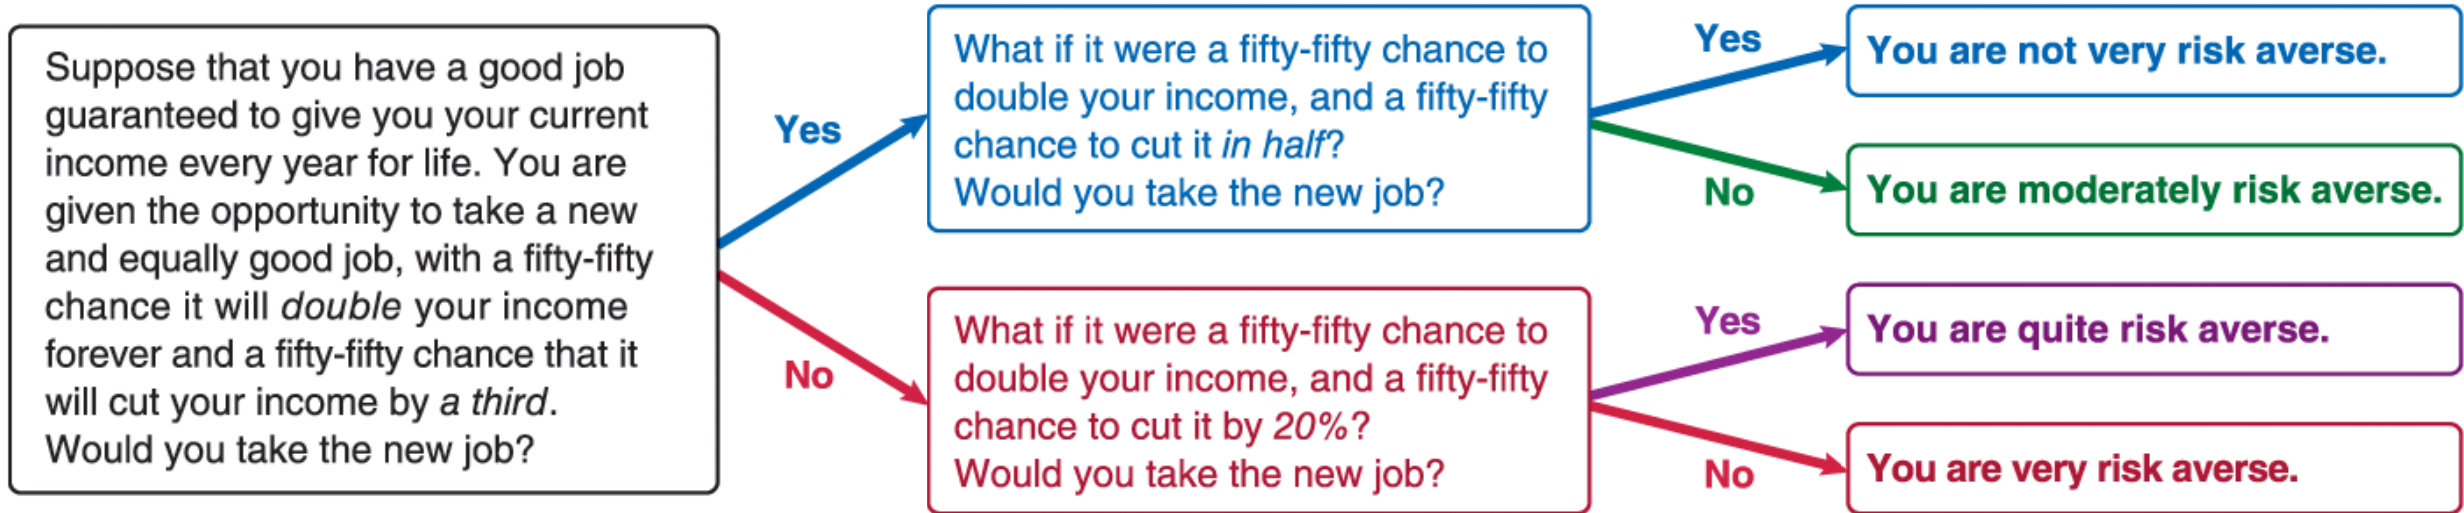 Suppose that you have a good job
guaranteed to give you your current
income every year for life. You are
given the opportunity to take a new
and equally good job, with a fifty-fifty
chance it will double your income
forever and a fifty-fifty chance that it
will cut your income by a third.
Would you take the new job?
Yes
What if it were a fifty-fifty chance to
double your income, and a fifty-fifty
chance to cut it in half?
Would you take the new job?
Yes
You are not very risk averse.
No
You are moderately risk averse.
No
What if it were a fifty-fifty chance to
double your income, and a fifty-fifty
chance to cut it by 20%?
Would you take the new job?
Yes
You are quite risk averse.
No
You are very risk averse.